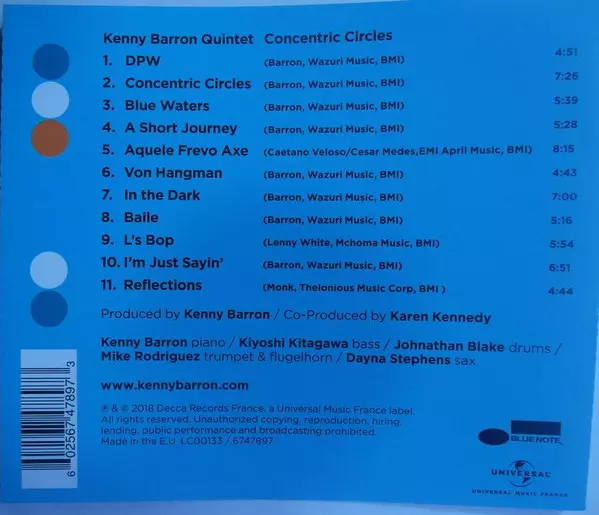 Kenny Barron Quintet Concentric Circles
1. DPW (Barron, Wazuri Music, BMI) 4:51
2. Concentric Circles (Barron, Wazuri Music, BMI) 7:26
3. Blue Waters (Barron, Wazuri Music, BMI) 5:39
4. A Short Journey (Barron, Wazuri Music, BMI) 5:28
5. Aquele Frevo Axe (Caetano Veloso/Cesar Medes,EMI April Music, BMI) 8:15
6. Von Hangman (Barron, Wazuri Music, BMI) 4:43
7. In the Dark (Barron, Wazuri Music, BMI) 7:00
8. Baile (Barron, Wazuri Music, BMI) 5:16
9. L's Bop (Lenny White, Mchoma Music, BMI) 5:54
10. I'm Just Sayin' (Barron, Wazuri Music, BMI) 6:51
11. Reflections (Monk, Thelonious Music Corp, BMI ) 4:44
Produced by Kenny Barron / Co-Produced by Karen Kennedy
Kenny Barron piano / Kiyoshi Kitagawa bass / Johnathan Blake drums /
Mike Rodriguez trumpet & flugelhorn / Dayna Stephens sax
www.kennybarron.com
℗ & © 2018 Decca Records France, a Universal Music France label.
All rights reserved. Unauthorized copying, reproduction, hiring,
lending, public performance and broadcasting prohibited.
Made in the E.U. LC00133 / 6747897
6 02567 47897 3
BLUE NOTE
UNIVERSAL
UNIVERSAL MUSIC FRANCE